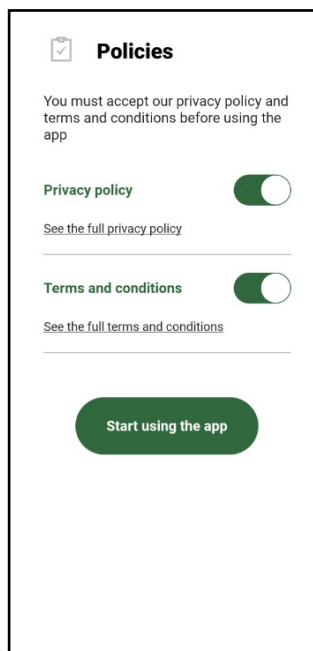 Policies
You must accept our privacy policy and
terms and conditions before using the
app
Privacy policy
See the full privacy policy
Terms and conditions
See the full terms and conditions
Start using the app